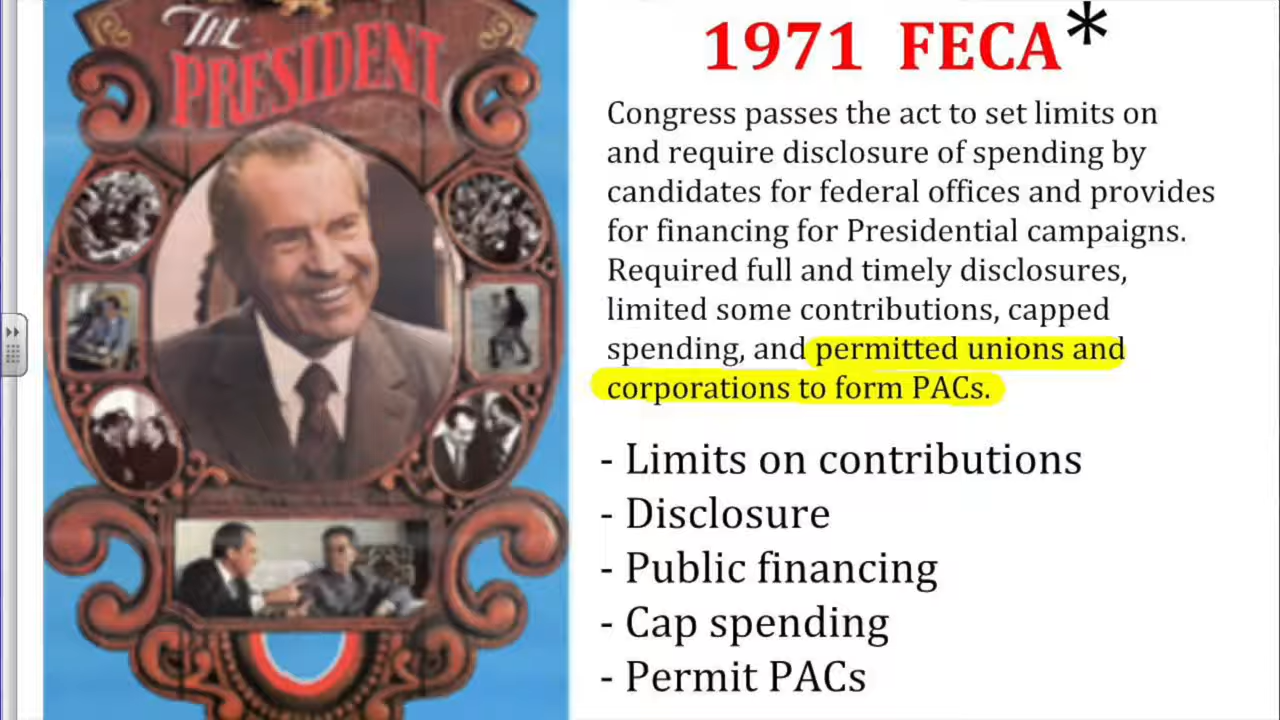 THE
PRESIDENT
1971 FECA*
Congress passes the act to set limits on
and require disclosure of spending by
candidates for federal offices and provides
for financing for Presidential campaigns.
Required full and timely disclosures,
limited some contributions, capped
spending, and permitted unions and
corporations to form PACs.
- Limits on contributions
- Disclosure
- Public financing
- Cap spending
- Permit PACs